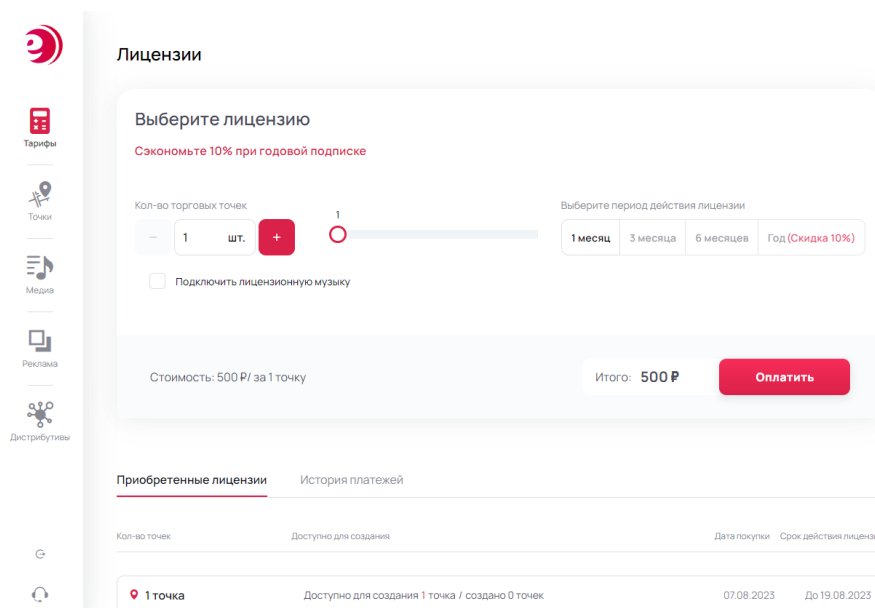 Лицензии
Выберите лицензию
Сэкономьте 10% при годовой подписке
Тарифы
Кол-во торговых точек
1
Выберите период действия лицензии
Точки
− 1 шт. +
1 месяц 3 месяца 6 месяцев Год (Скидка 10%)
Подключить лицензионную музыку
Медиа
Реклама
Стоимость: 500 ₽/ за 1 точку
Итого: 500 ₽
Оплатить
Дистрибутивы
Приобретенные лицензии История платежей
Кол-во точек Доступно для создания Дата покупки Срок действия лиценз
1 точка Доступно для создания 1 точка / создано 0 точек 07.08.2023 До 19.08.2023